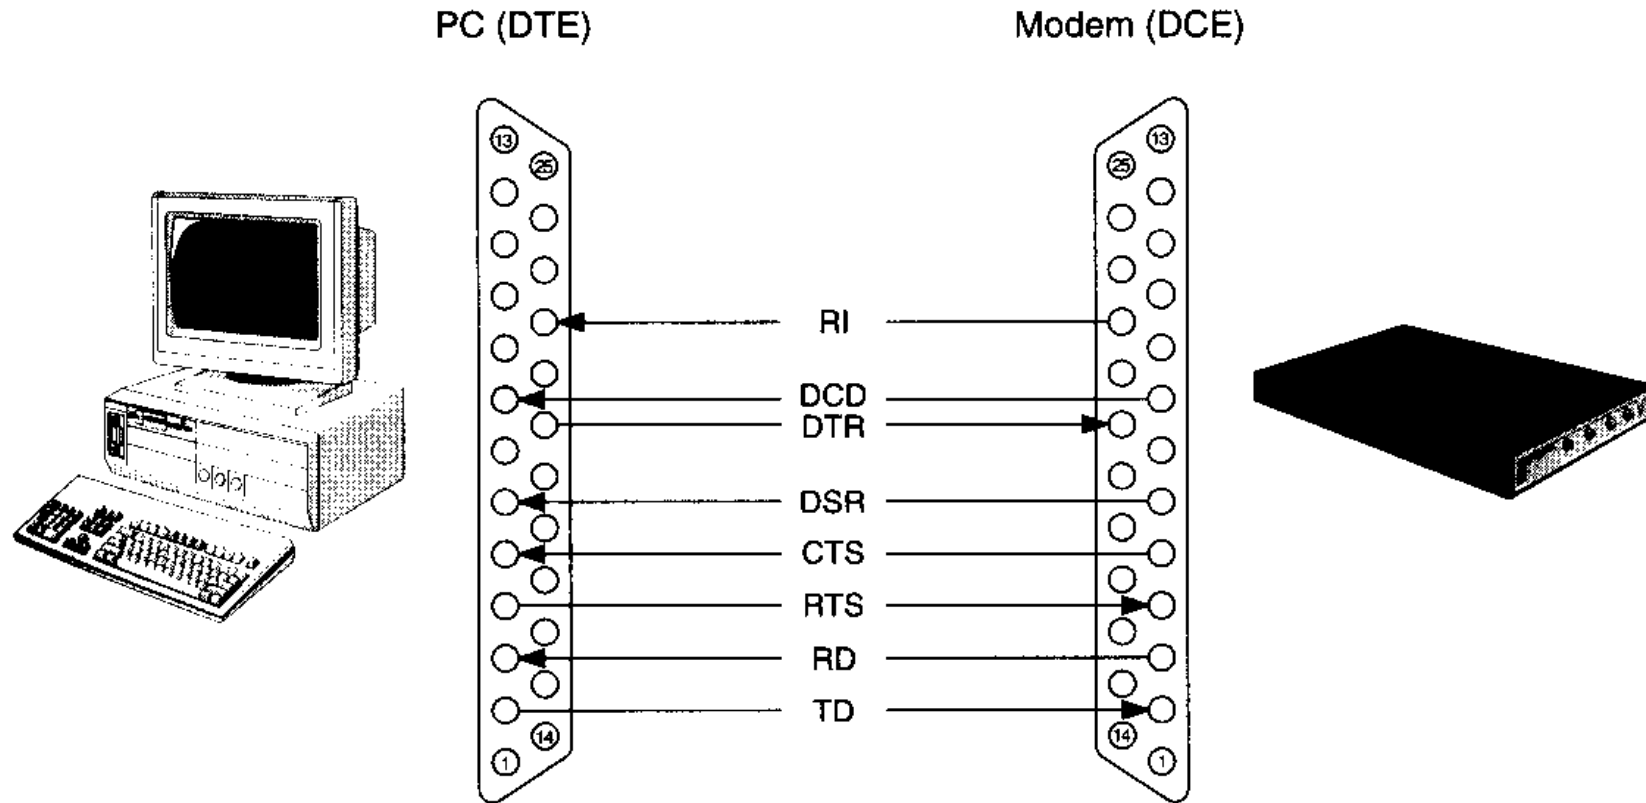 PC (DTE)
Modem (DCE)
13
25
13
25
RI
DCD
DTR
DSR
CTS
RTS
RD
TD
14
1
14
1